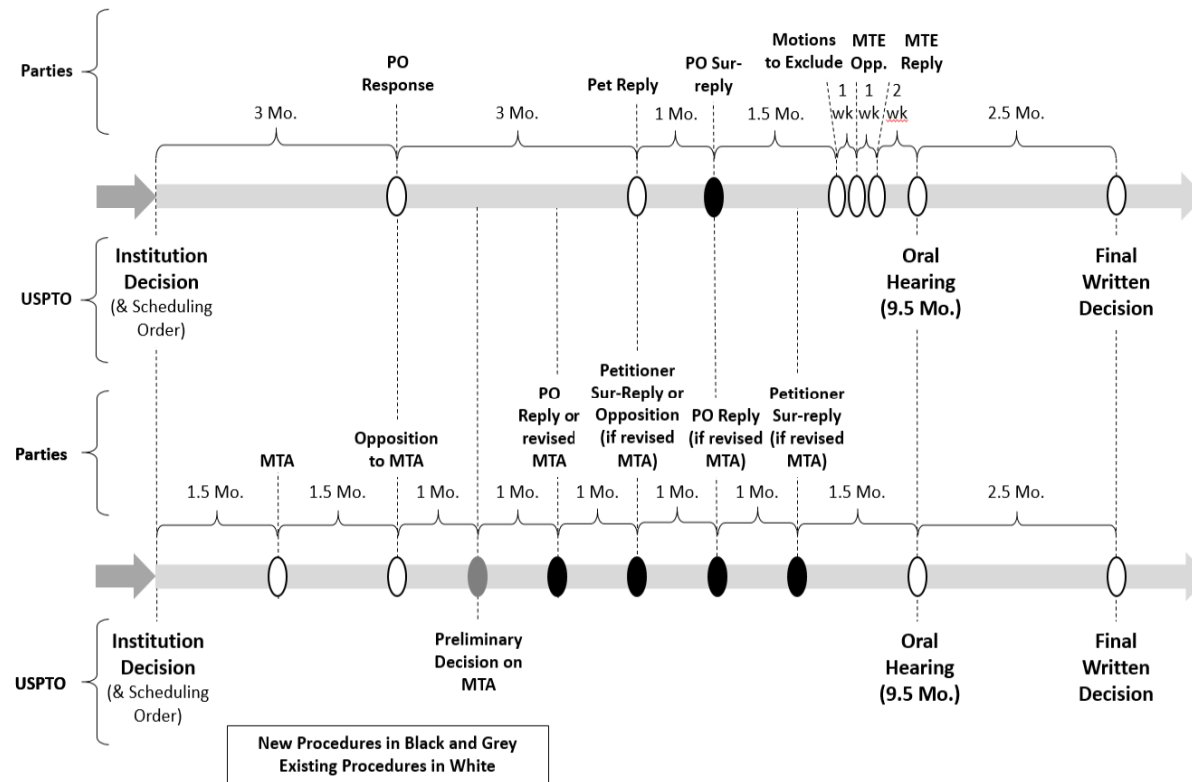 Parties
PO
Response
Pet Reply
PO Sur-
reply
Motions
to Exclude
MTE
Opp.
MTE
Reply
3 Mo.
3 Mo.
1 Mo.
1.5 Mo.
1
wk
1
wk
2
wk
2.5 Mo.
USPTO
Institution
Decision
(& Scheduling
Order)
Oral
Hearing
(9.5 Mo.)
Final
Written
Decision
Parties
MTA
Opposition
to MTA
PO
Reply or
revised
MTA
Petitioner
Sur-Reply or
Opposition
(if revised
MTA)
PO Reply
(if revised
MTA)
Petitioner
Sur-reply
(if revised
MTA)
1.5 Mo.
1.5 Mo.
1 Mo.
1 Mo.
1 Mo.
1 Mo.
1 Mo.
1.5 Mo.
2.5 Mo.
USPTO
Institution
Decision
(& Scheduling
Order)
Preliminary
Decision on
MTA
Oral
Hearing
(9.5 Mo.)
Final
Written
Decision
New Procedures in Black and Grey
Existing Procedures in White